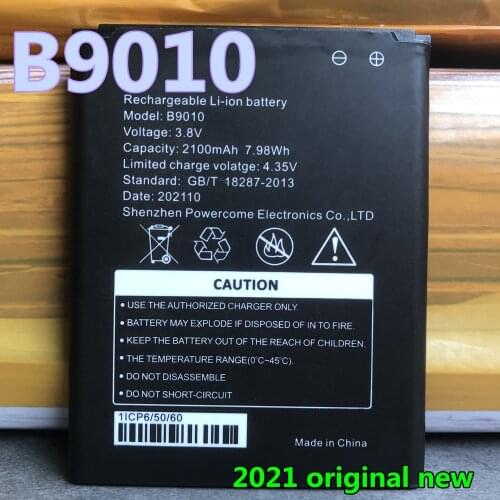 B9010
⊖ ⊕
Rechargeable Li-ion battery
Model: B9010
Voltage: 3.8V
Capacity: 2100mAh 7.98Wh
Limited charge volatge: 4.35V
Standard: GB/T 18287-2013
Date: 202110
Shenzhen Powercome Electronics Co.,LTD
CAUTION
• USE THE AUTHORIZED CHARGER ONLY.
• BATTERY MAY EXPLODE IF DISPOSED OF IN TO FIRE.
• KEEP THE BATTERY OUT OF THE REACH OF CHILDREN.
• THE TEMPERATURE RANGE(0℃~45℃).
• DO NOT DISASSEMBLE
• DO NOT SHORT-CIRCUIT
1ICP6/50/60
Made in China
2021 original new